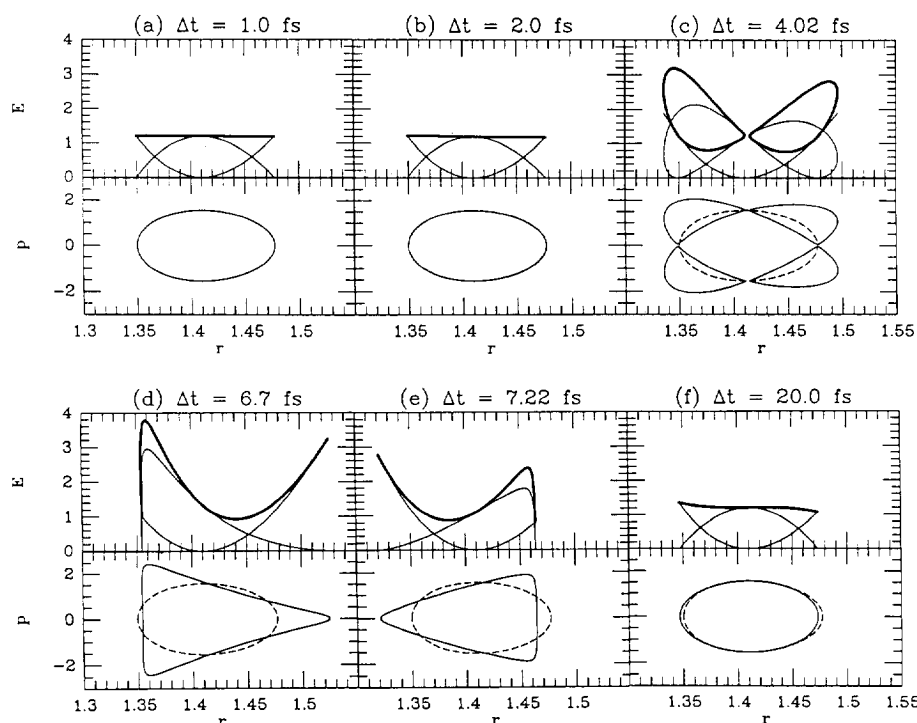 (a) Δt = 1.0 fs
(b) Δt = 2.0 fs
(c) Δt = 4.02 fs
4
3
2
1
0
E
2
0
−2
p
1.3 1.35 1.4 1.45 1.5
1.35 1.4 1.45 1.5
1.35 1.4 1.45 1.5 1.55
r r r
(d) Δt = 6.7 fs
(e) Δt = 7.22 fs
(f) Δt = 20.0 fs
4
3
2
1
0
E
2
0
−2
p
1.3 1.35 1.4 1.45 1.5
1.35 1.4 1.45 1.5
1.35 1.4 1.45 1.5 1.55
r r r